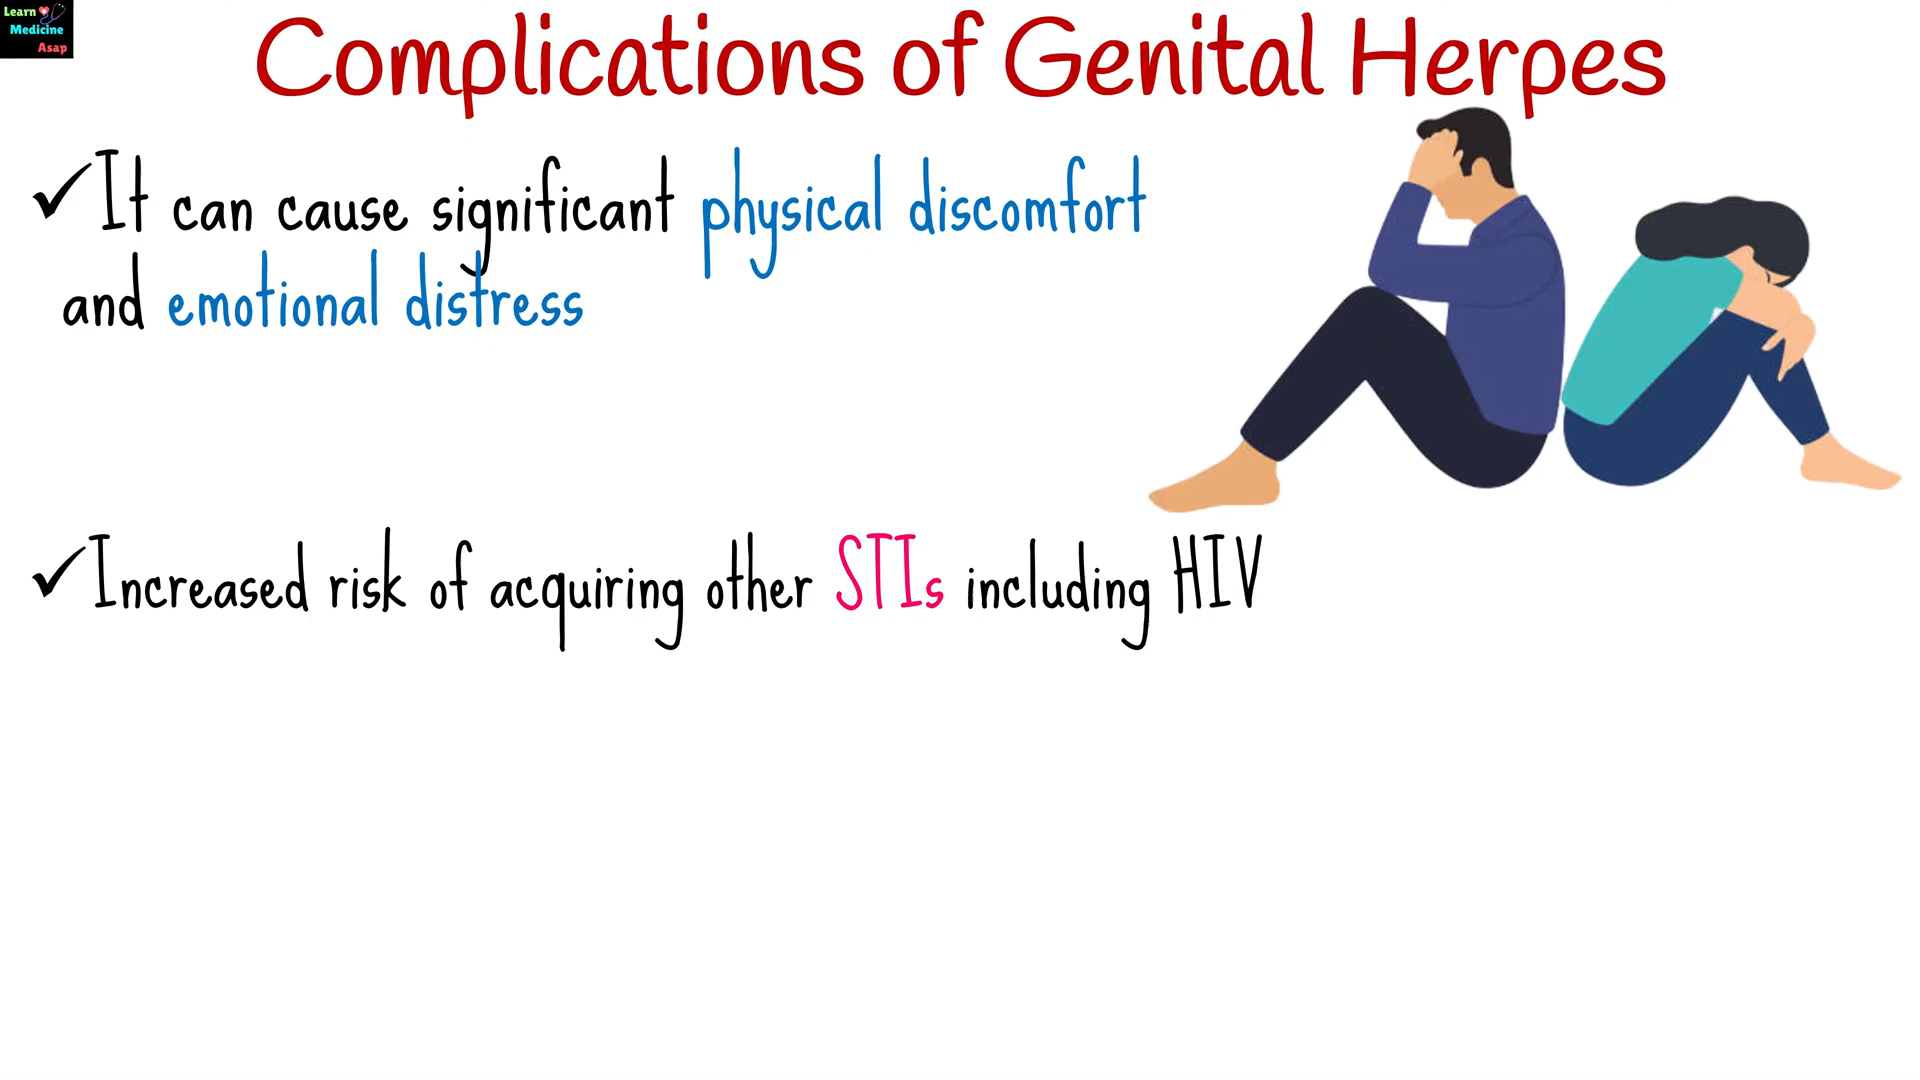 Learn
Medicine
Asap
Complications of Genital Herpes
✓It can cause significant physical discomfort
and emotional distress
✓Increased risk of acquiring other STIs including HIV